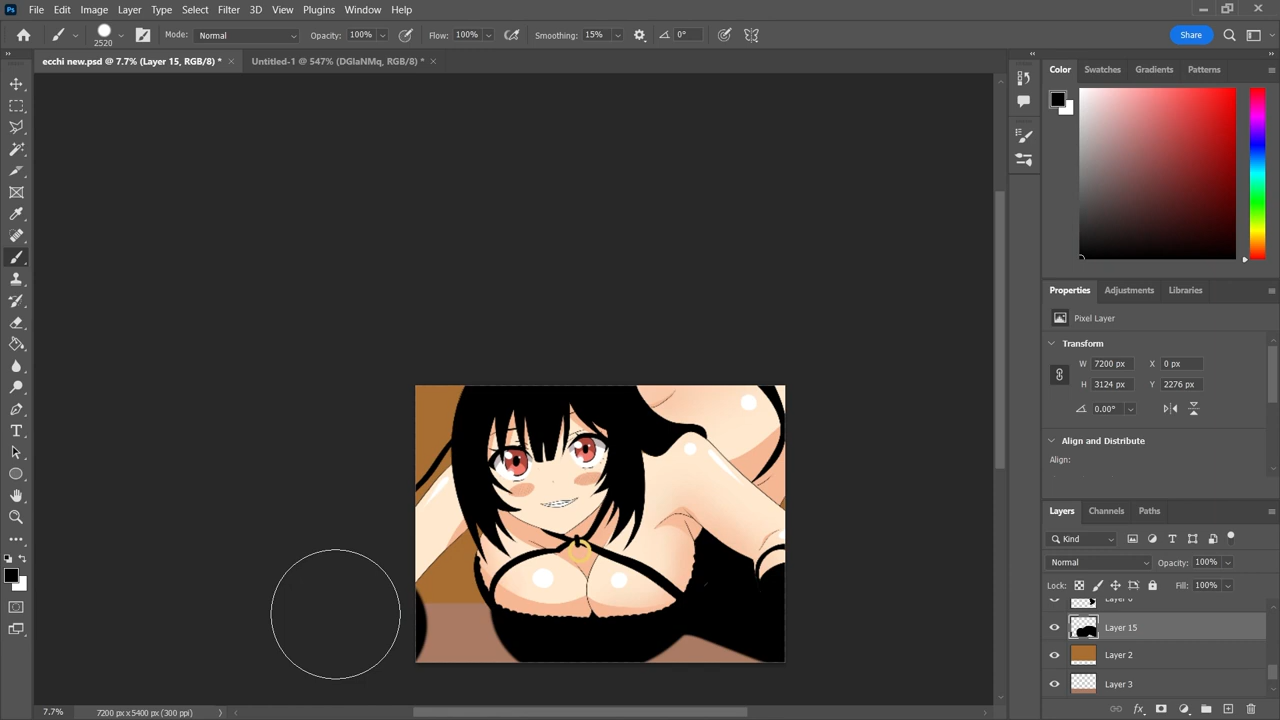 Ps File Edit Image Layer Type Select Filter 3D View Plugins Window Help
2520 Mode: Normal Opacity: 100% Flow: 100% Smoothing: 15% 0° Share
ecchi new.psd @ 7.7% (Layer 15, RGB/8) * × Untitled-1 @ 547% (DGlaNMq, RGB/8) * ×
Color Swatches Gradients Patterns
Properties Adjustments Libraries
Pixel Layer
Transform
W 7200 px X 0 px
H 3124 px Y 2276 px
0.00°
Align and Distribute
Align:
Layers Channels Paths
Kind
Normal Opacity: 100%
Lock: Fill: 100%
Layer 15
Layer 2
Layer 3
7.7% 7200 px x 5400 px (300 ppi)